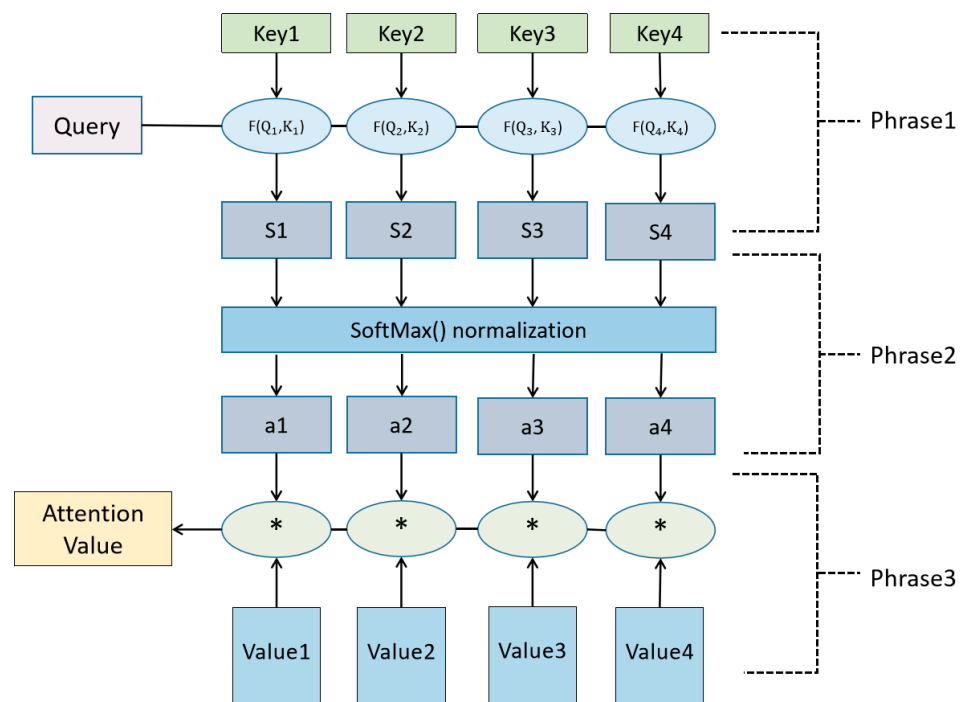 Key1 Key2 Key3 Key4
Query F(Q₁,K₁) F(Q₂,K₂) F(Q₃, K₃) F(Q₄,K₄) Phrase1
S1 S2 S3 S4
SoftMax() normalization
Phrase2
a1 a2 a3 a4
Attention
Value
* * * *
Phrase3
Value1 Value2 Value3 Value4